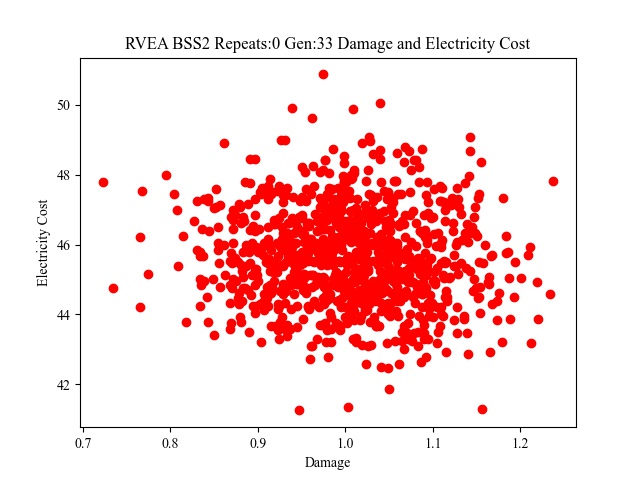 RVEA BSS2 Repeats:0 Gen:33 Damage and Electricity Cost
50
48
46
44
42
Electricity Cost
0.7 0.8 0.9 1.0 1.1 1.2
Damage